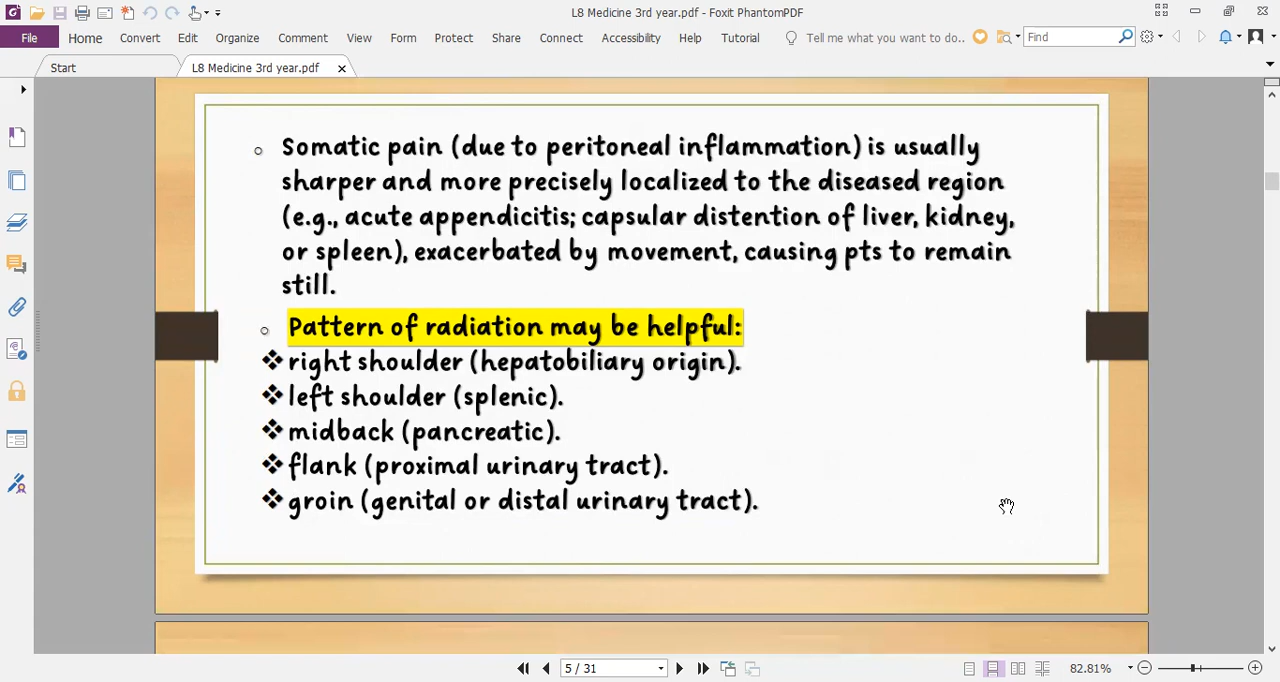 L8 Medicine 3rd year.pdf - Foxit PhantomPDF
File Home Convert Edit Organize Comment View Form Protect Share Connect Accessibility Help Tutorial Tell me what you want to do.. Find
Start L8 Medicine 3rd year.pdf
Somatic pain (due to peritoneal inflammation) is usually
sharper and more precisely localized to the diseased region
(e.g., acute appendicitis; capsular distention of liver, kidney,
or spleen), exacerbated by movement, causing pts to remain
still.
Pattern of radiation may be helpful:
right shoulder (hepatobiliary origin).
left shoulder (splenic).
midback (pancreatic).
flank (proximal urinary tract).
groin (genital or distal urinary tract).
5 / 31 82.81%